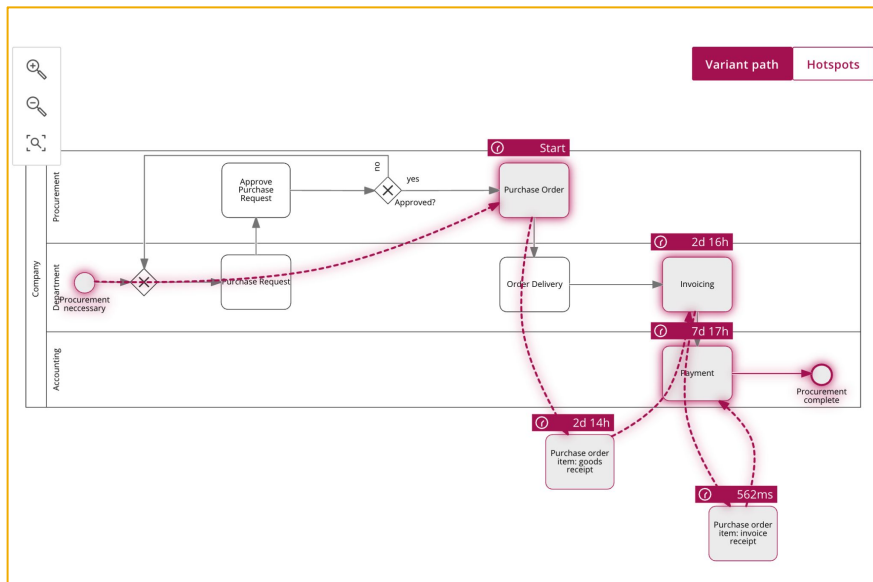 Variant path
Hotspots
Start
no
yes
Approved?
Company
Procurement
Department
Accounting
Approve
Purchase
Request
Purchase Order
2d 16h
Procurement
neccessary
Purchase Request
Order Delivery
Invoicing
7d 17h
Payment
Procurement
complete
2d 14h
Purchase order
item: goods
receipt
562ms
Purchase order
item: invoice
receipt